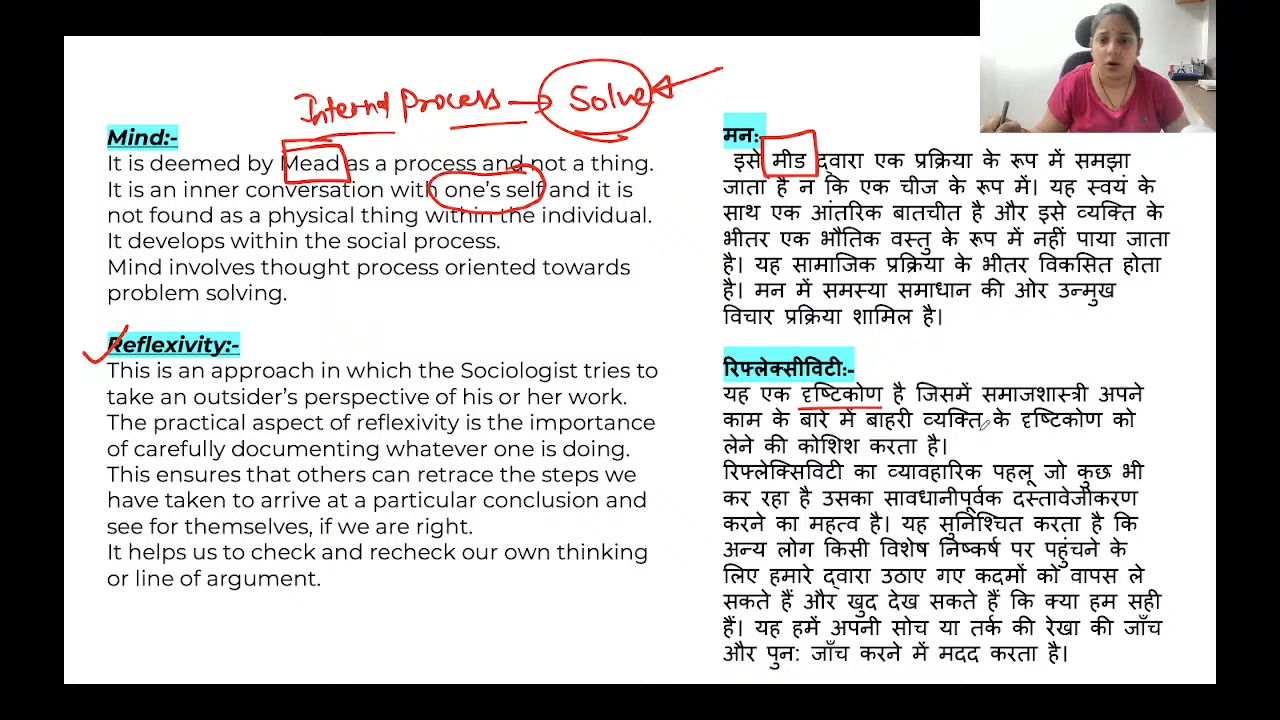 Internal Process → Solve
Mind:-
It is deemed by Mead as a process and not a thing.
It is an inner conversation with one's self and it is
not found as a physical thing within the individual.
It develops within the social process.
Mind involves thought process oriented towards
problem solving.
Reflexivity:-
This is an approach in which the Sociologist tries to
take an outsider's perspective of his or her work.
The practical aspect of reflexivity is the importance
of carefully documenting whatever one is doing.
This ensures that others can retrace the steps we
have taken to arrive at a particular conclusion and
see for themselves, if we are right.
It helps us to check and recheck our own thinking
or line of argument.
मन:
इसे मीड द्वारा एक प्रक्रिया के रूप में समझा
जाता है न कि एक चीज के रूप में। यह स्वयं के
साथ एक आंतरिक बातचीत है और इसे व्यक्ति के
भीतर एक भौतिक वस्तु के रूप में नहीं पाया जाता
है। यह सामाजिक प्रक्रिया के भीतर विकसित होता
है। मन में समस्या समाधान की ओर उन्मुख
विचार प्रक्रिया शामिल है।
रिफ्लेक्सीविटी:-
यह एक दृष्टिकोण है जिसमें समाजशास्त्री अपने
काम के बारे में बाहरी व्यक्ति के दृष्टिकोण को
लेने की कोशिश करता है।
रिफ्लेक्सिविटी का व्यावहारिक पहलू जो कुछ भी
कर रहा है उसका सावधानीपूर्वक दस्तावेजीकरण
करने का महत्व है। यह सुनिश्चित करता है कि
अन्य लोग किसी विशेष निष्कर्ष पर पहुंचने के
लिए हमारे द्वारा उठाए गए कदमों को वापस ले
सकते हैं और खुद देख सकते हैं कि क्या हम सही
हैं। यह हमें अपनी सोच या तर्क की रेखा की जाँच
और पुन: जाँच करने में मदद करता है।